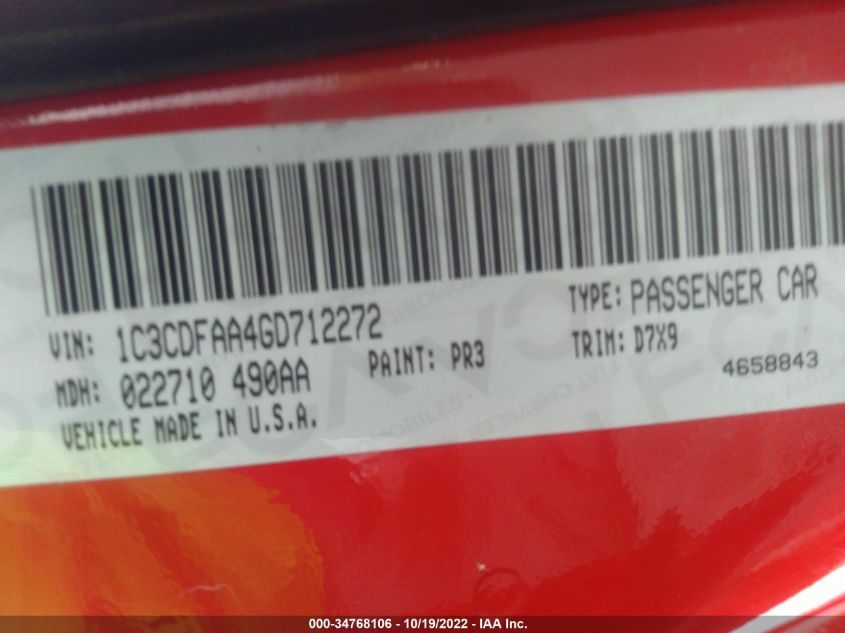 VIN: 1C3CDFAA4GD712272
TYPE: PASSENGER CAR
MDH: 022710 490AA
PAINT: PR3
TRIM: D7X9
4658843
VEHICLE MADE IN U.S.A.
000-34768106 - 10/19/2022 - IAA Inc.